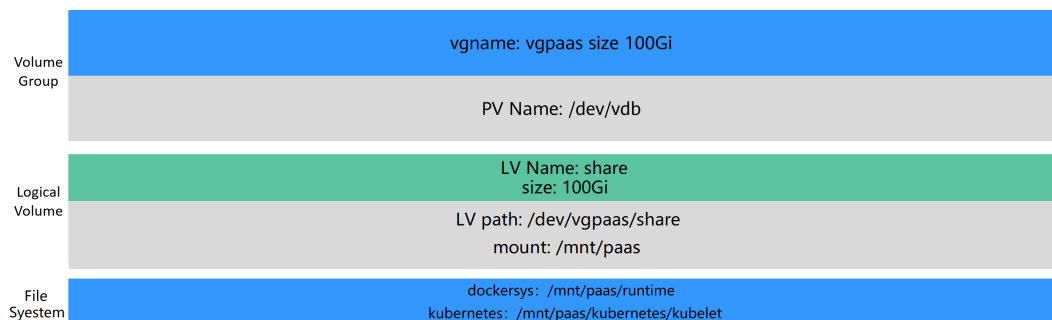 Volume
Group
vgname: vgpaas size 100Gi
PV Name: /dev/vdb
Logical
Volume
LV Name: share
size: 100Gi
LV path: /dev/vgpaas/share
mount: /mnt/paas
File
Syestem
dockersys：/mnt/paas/runtime
kubernetes：/mnt/paas/kubernetes/kubelet